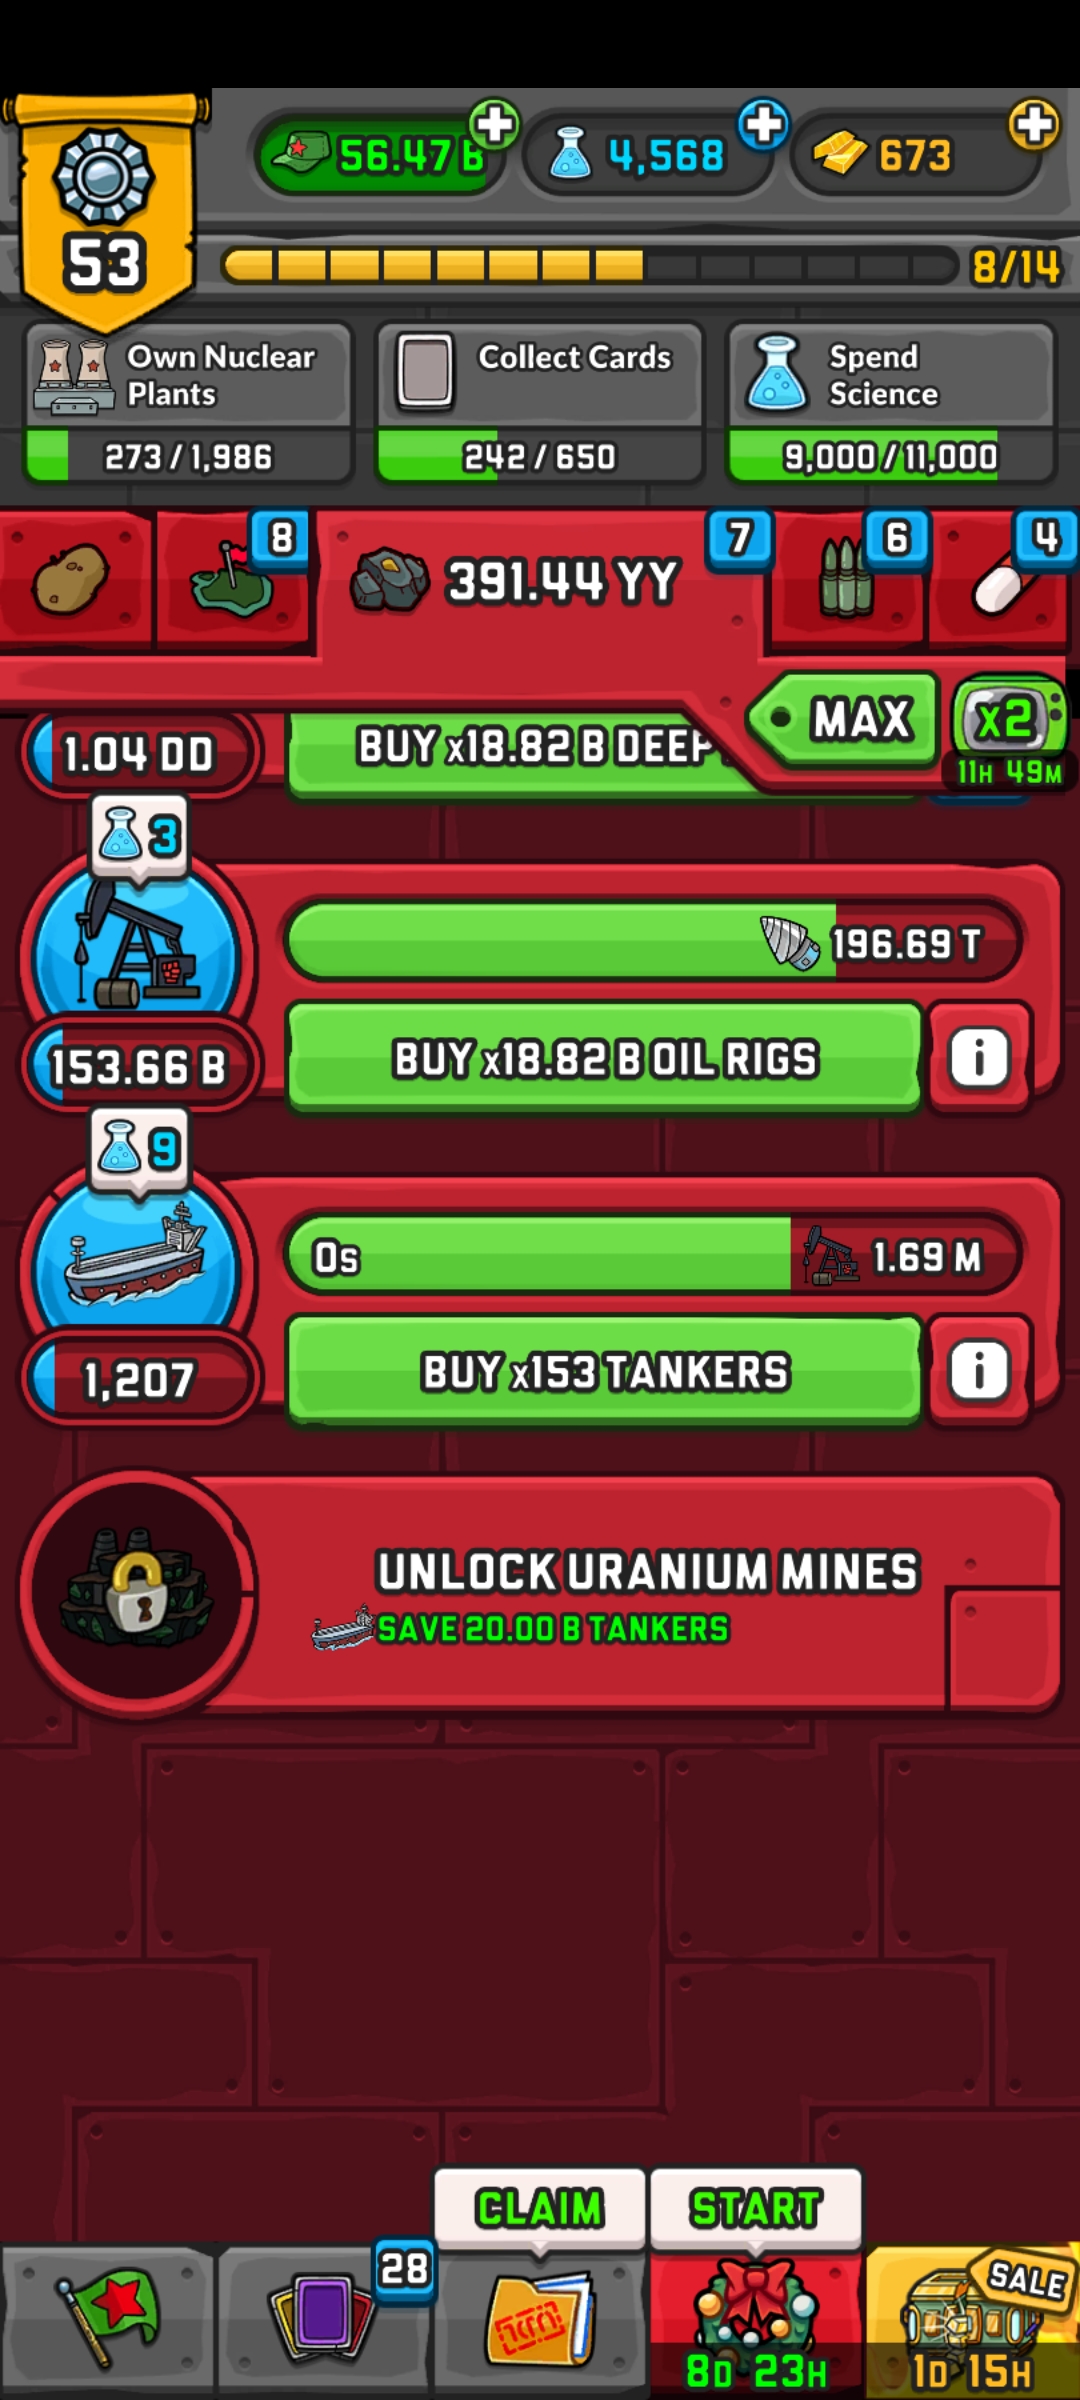 56.47 B
4,568
673
53
8/14
Own Nuclear
Plants
273 / 1,986
Collect Cards
242 / 650
Spend
Science
9,000 / 11,000
8
391.44 YY
7
6
4
MAX
x2
11H 49M
1.04 DD
BUY x18.82 B DEEP
3
196.69 T
153.66 B
BUY x18.82 B OIL RIGS
i
9
0s
1.69 M
1,207
BUY x153 TANKERS
i
UNLOCK URANIUM MINES
SAVE 20.00 B TANKERS
CLAIM
START
28
SALE
8D 23H
1D 15H